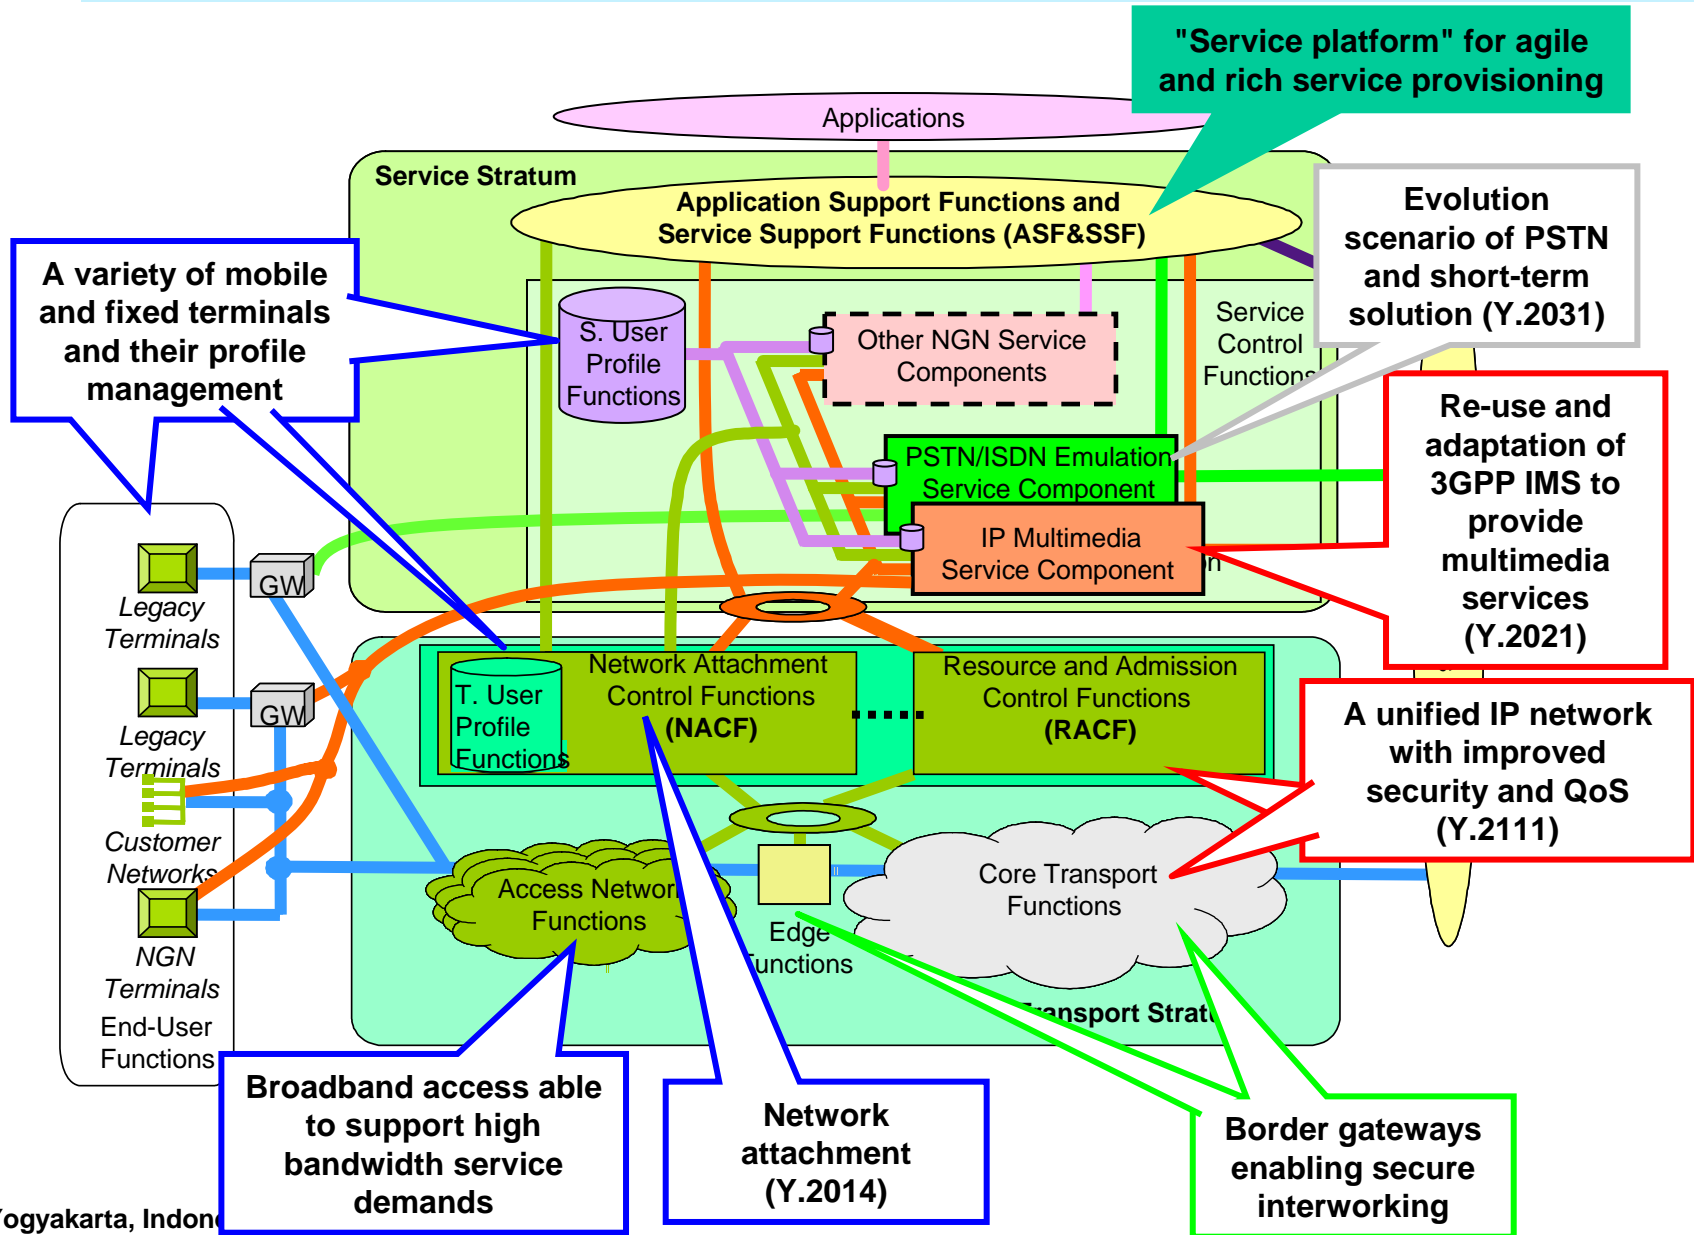 "Service platform" for agile
and rich service provisioning
Applications
Service Stratum
Application Support Functions and
Service Support Functions (ASF&SSF)
Evolution
scenario of PSTN
and short-term
solution (Y.2031)
A variety of mobile
and fixed terminals
and their profile
management
S. User
Profile
Functions
Other NGN Service
Components
Service
Control
Functions
Re-use and
adaptation of
3GPP IMS to
provide
multimedia
services
(Y.2021)
PSTN/ISDN Emulation
Service Component
IP Multimedia
Service Component
GW
Legacy
Terminals
GW
Legacy
Terminals
Customer
Networks
NGN
Terminals
End-User
Functions
T. User
Profile
Functions
Network Attachment
Control Functions
(NACF)
Resource and Admission
Control Functions
(RACF)
A unified IP network
with improved
security and QoS
(Y.2111)
Access Network
Functions
Edge
Functions
Core Transport
Functions
Transport Stratu
Broadband access able
to support high
bandwidth service
demands
Network
attachment
(Y.2014)
Border gateways
enabling secure
interworking
Yogyakarta, Indone